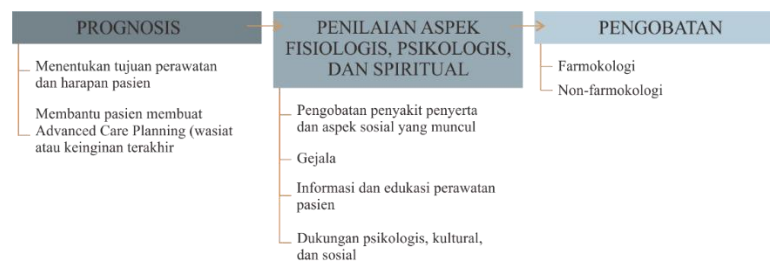 PROGNOSIS
Menentukan tujuan perawatan
dan harapan pasien
Membantu pasien membuat
Advanced Care Planning (wasiat
atau keinginan terakhir
PENILAIAN ASPEK
FISIOLOGIS, PSIKOLOGIS,
DAN SPIRITUAL
Pengobatan penyakit penyerta
dan aspek sosial yang muncul
Gejala
Informasi dan edukasi perawatan
pasien
Dukungan psikologis, kultural,
dan sosial
PENGOBATAN
Farmokologi
Non-farmokologi